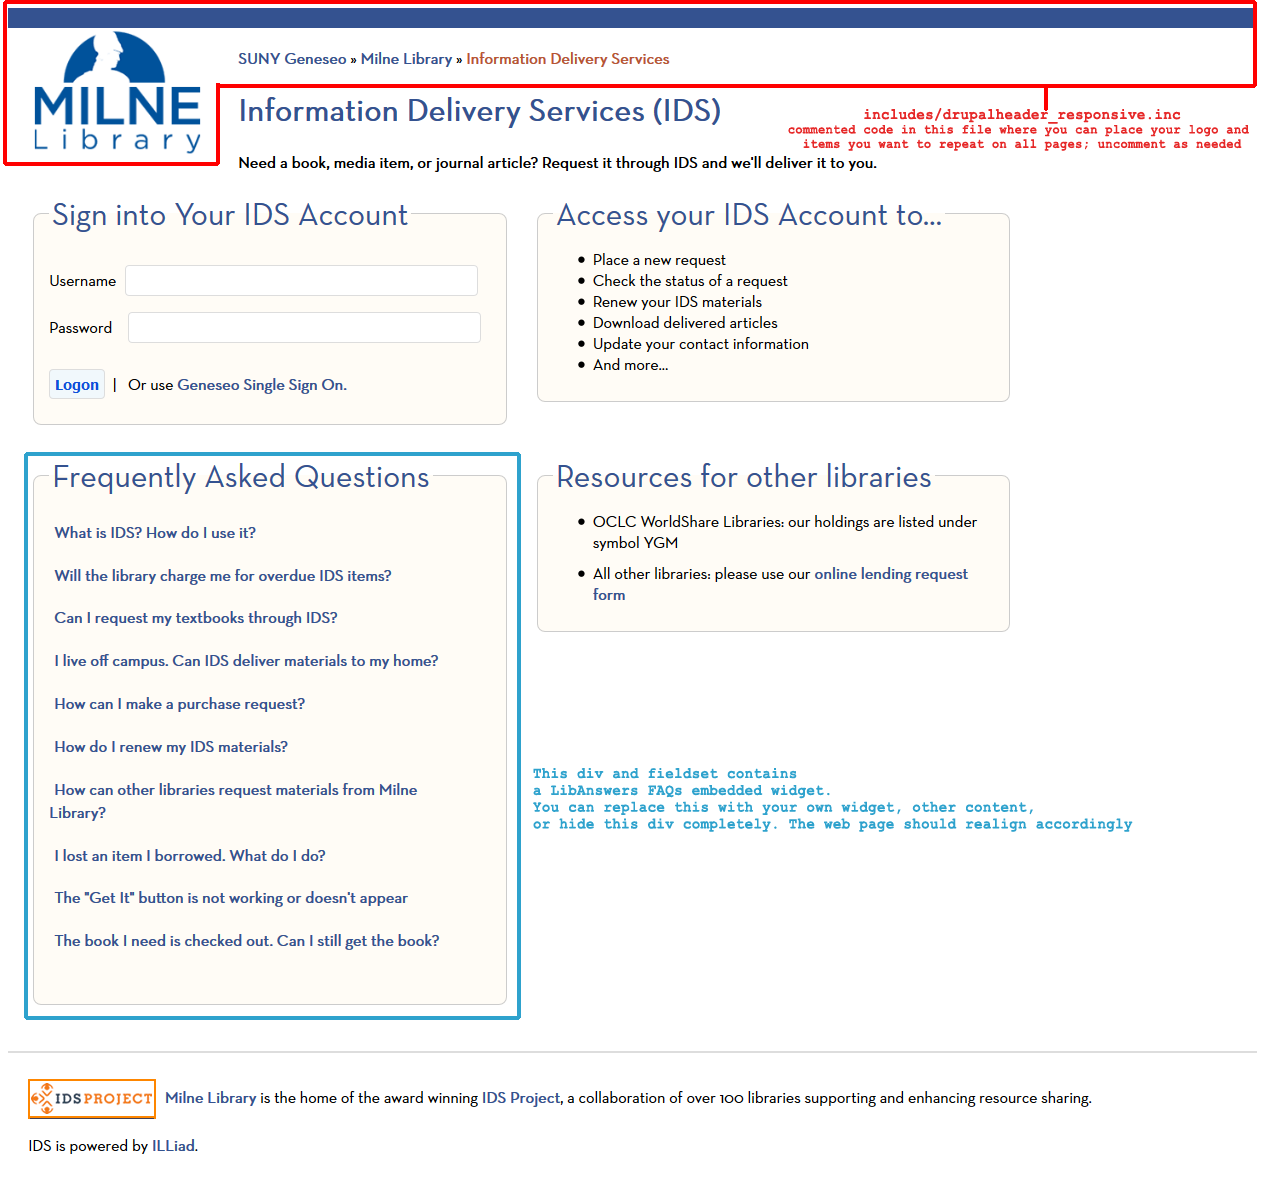 MILNE
Library
SUNY Geneseo » Milne Library » Information Delivery Services
Information Delivery Services (IDS)
Need a book, media item, or journal article? Request it through IDS and we'll deliver it to you.
includes/drupalheader_responsive.inc
commented code in this file where you can place your logo and
items you want to repeat on all pages; uncomment as needed
Sign into Your IDS Account
Username
Password
Logon | Or use Geneseo Single Sign On.
Access your IDS Account to...
• Place a new request
• Check the status of a request
• Renew your IDS materials
• Download delivered articles
• Update your contact information
• And more...
Frequently Asked Questions
What is IDS? How do I use it?
Will the library charge me for overdue IDS items?
Can I request my textbooks through IDS?
I live off campus. Can IDS deliver materials to my home?
How can I make a purchase request?
How do I renew my IDS materials?
How can other libraries request materials from Milne
Library?
I lost an item I borrowed. What do I do?
The "Get It" button is not working or doesn't appear
The book I need is checked out. Can I still get the book?
Resources for other libraries
• OCLC WorldShare Libraries: our holdings are listed under
symbol YGM
• All other libraries: please use our online lending request
form
This div and fieldset contains
a LibAnswers FAQs embedded widget.
You can replace this with your own widget, other content,
or hide this div completely. The web page should realign accordingly
IDS PROJECT
Milne Library is the home of the award winning IDS Project, a collaboration of over 100 libraries supporting and enhancing resource sharing.
IDS is powered by ILLiad.